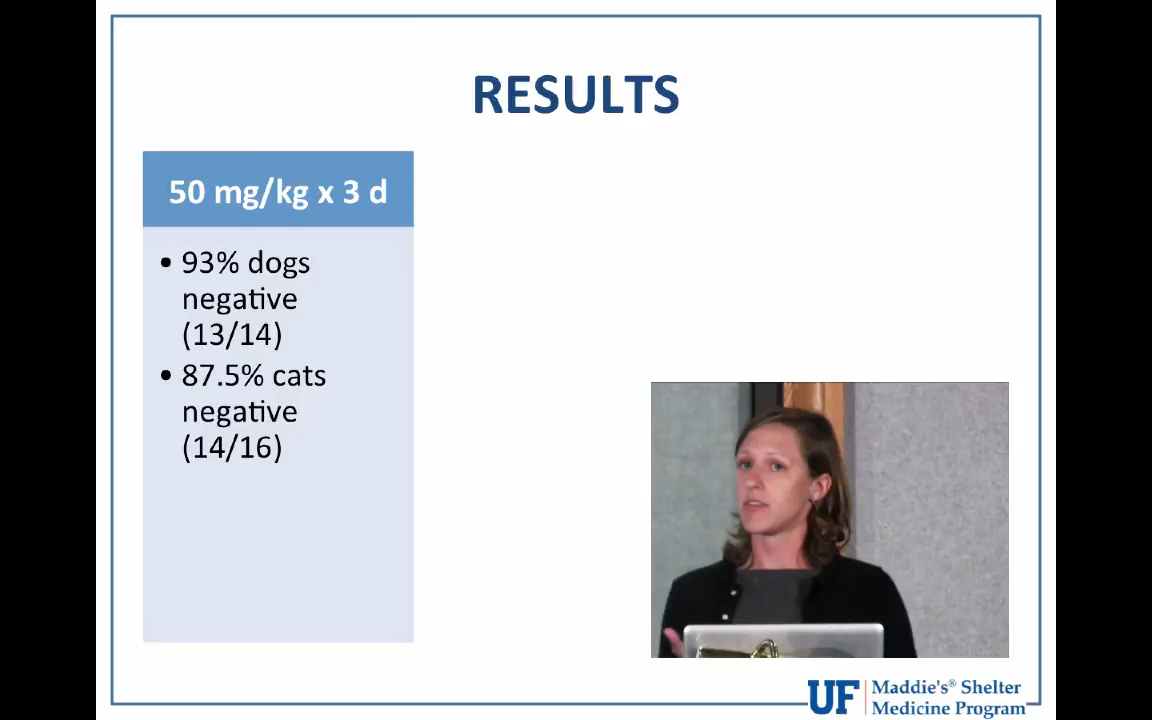 RESULTS
50 mg/kg x 3 d
• 93% dogs
negative
(13/14)
• 87.5% cats
negative
(14/16)
UF Maddie's® Shelter
Medicine Program